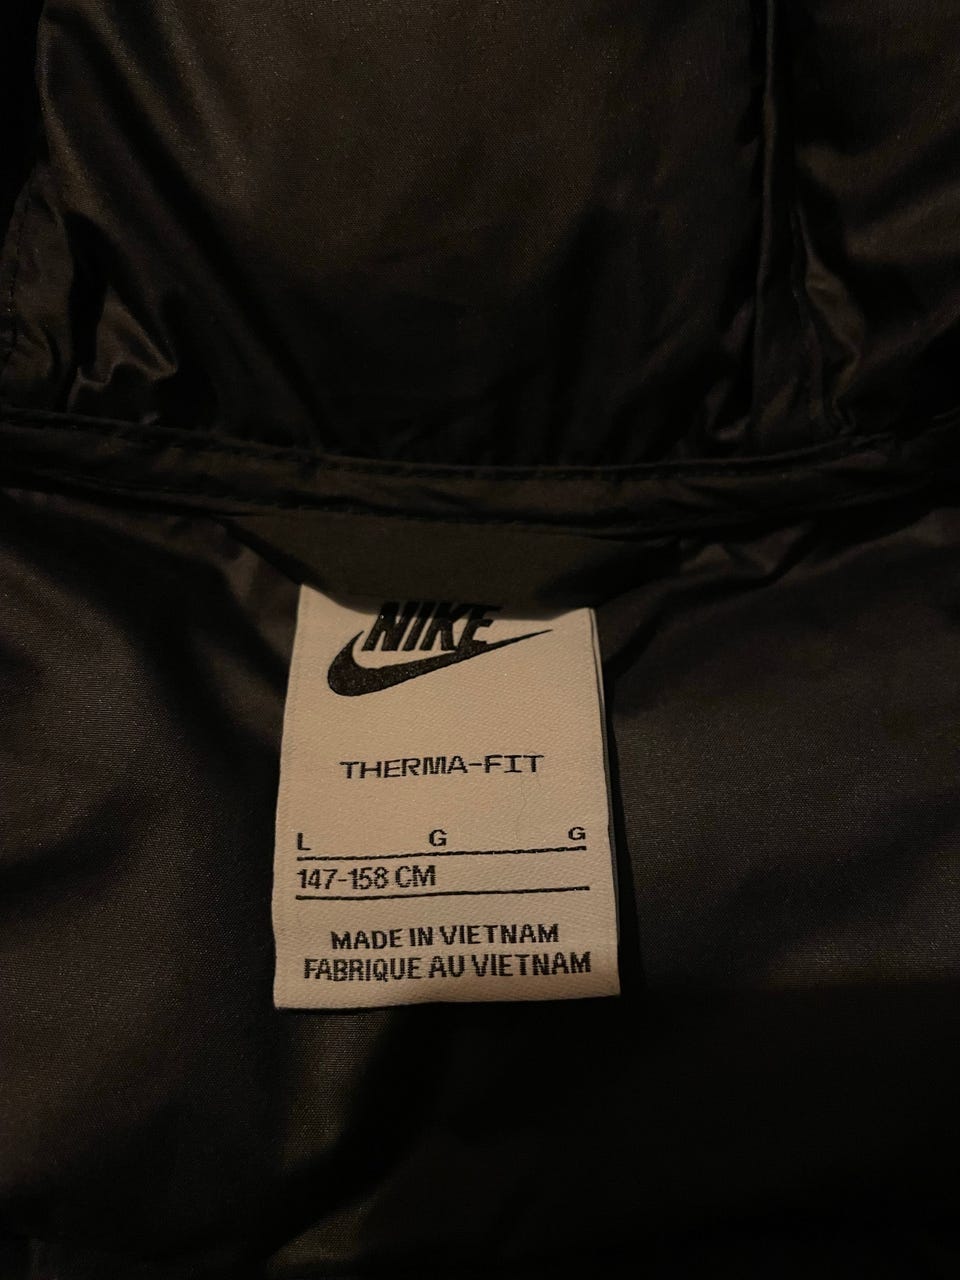 NIKE
THERMA-FIT
L G G
147-158 CM
MADE IN VIETNAM
FABRIQUE AU VIETNAM